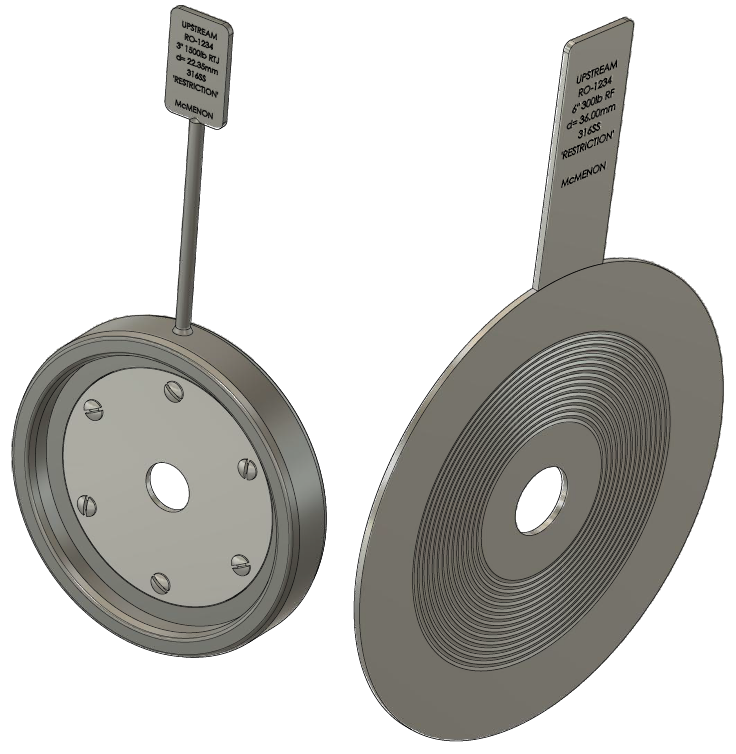 UPSTREAM
RO-1234
3" 1500lb RTJ
d= 22.35mm
316SS
'RESTRICTION'
McMENON
UPSTREAM
RO-1234
6" 300lb RF
d= 36.00mm
316SS
'RESTRICTION'
McMENON